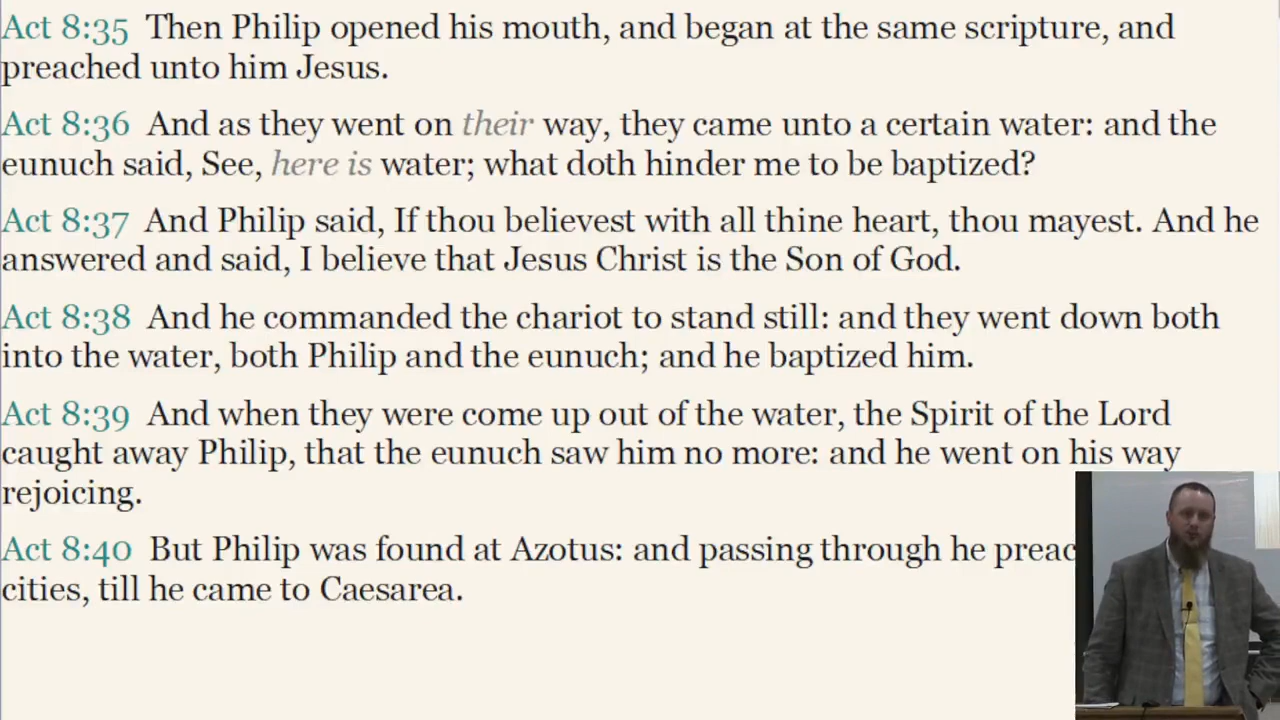 Act 8:35 Then Philip opened his mouth, and began at the same scripture, and
preached unto him Jesus.
Act 8:36 And as they went on their way, they came unto a certain water: and the
eunuch said, See, here is water; what doth hinder me to be baptized?
Act 8:37 And Philip said, If thou believest with all thine heart, thou mayest. And he
answered and said, I believe that Jesus Christ is the Son of God.
Act 8:38 And he commanded the chariot to stand still: and they went down both
into the water, both Philip and the eunuch; and he baptized him.
Act 8:39 And when they were come up out of the water, the Spirit of the Lord
caught away Philip, that the eunuch saw him no more: and he went on his way
rejoicing.
Act 8:40 But Philip was found at Azotus: and passing through he preac
cities, till he came to Caesarea.